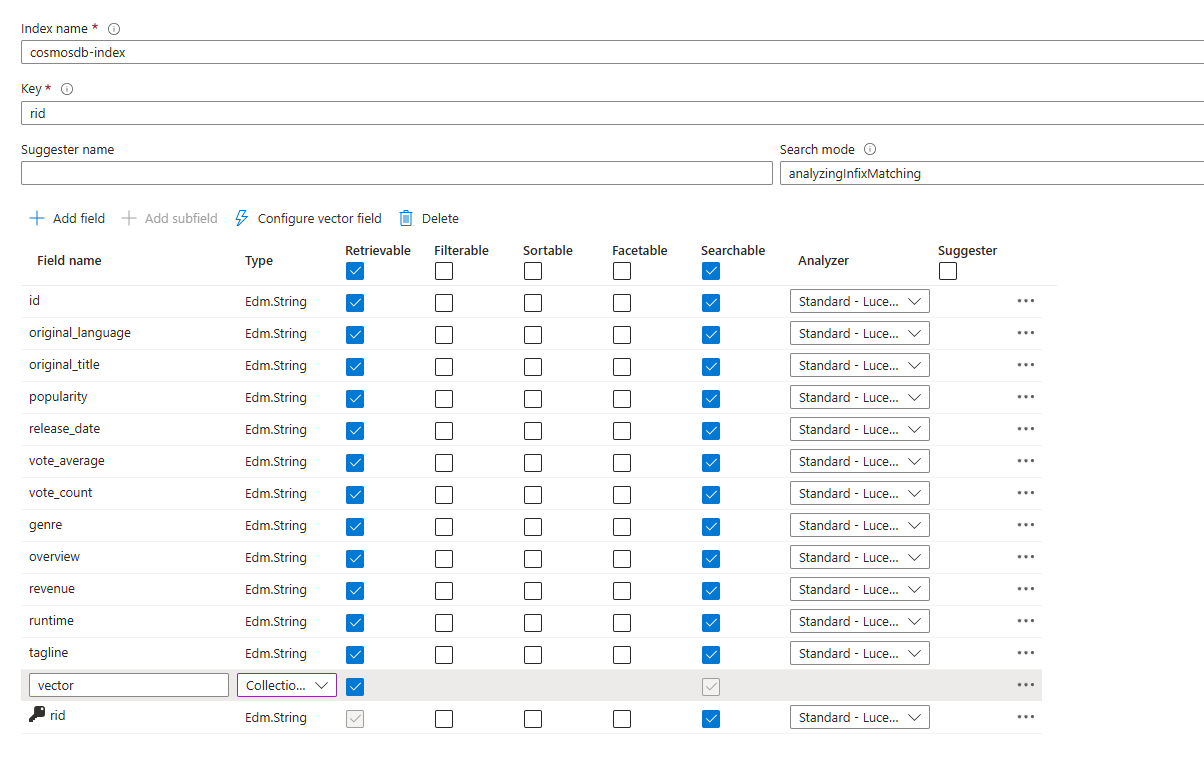 Index name *
cosmosdb-index
Key *
rid
Suggester name Search mode
analyzingInfixMatching
Add field Add subfield Configure vector field Delete
Field name Type Retrievable Filterable Sortable Facetable Searchable Analyzer Suggester
id Edm.String Standard - Luce...
original_language Edm.String Standard - Luce...
original_title Edm.String Standard - Luce...
popularity Edm.String Standard - Luce...
release_date Edm.String Standard - Luce...
vote_average Edm.String Standard - Luce...
vote_count Edm.String Standard - Luce...
genre Edm.String Standard - Luce...
overview Edm.String Standard - Luce...
revenue Edm.String Standard - Luce...
runtime Edm.String Standard - Luce...
tagline Edm.String Standard - Luce...
vector Collectio...
rid Edm.String Standard - Luce...